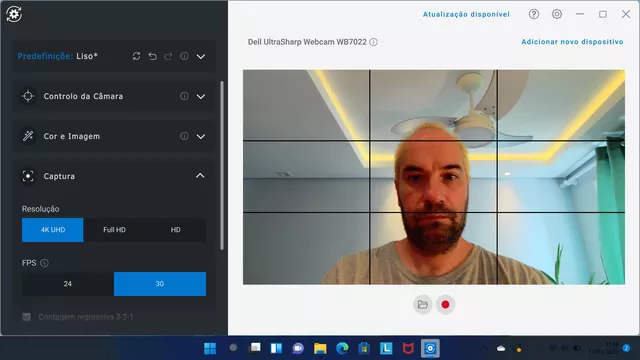 Atualização disponível
Predefinição: Liso*
Dell UltraSharp Webcam WB7022
Adicionar novo dispositivo
Controlo da Câmara
Cor e Imagem
Captura
Resolução
4K UHD
Full HD
HD
FPS
24
30
Contagem regressiva 3-2-1